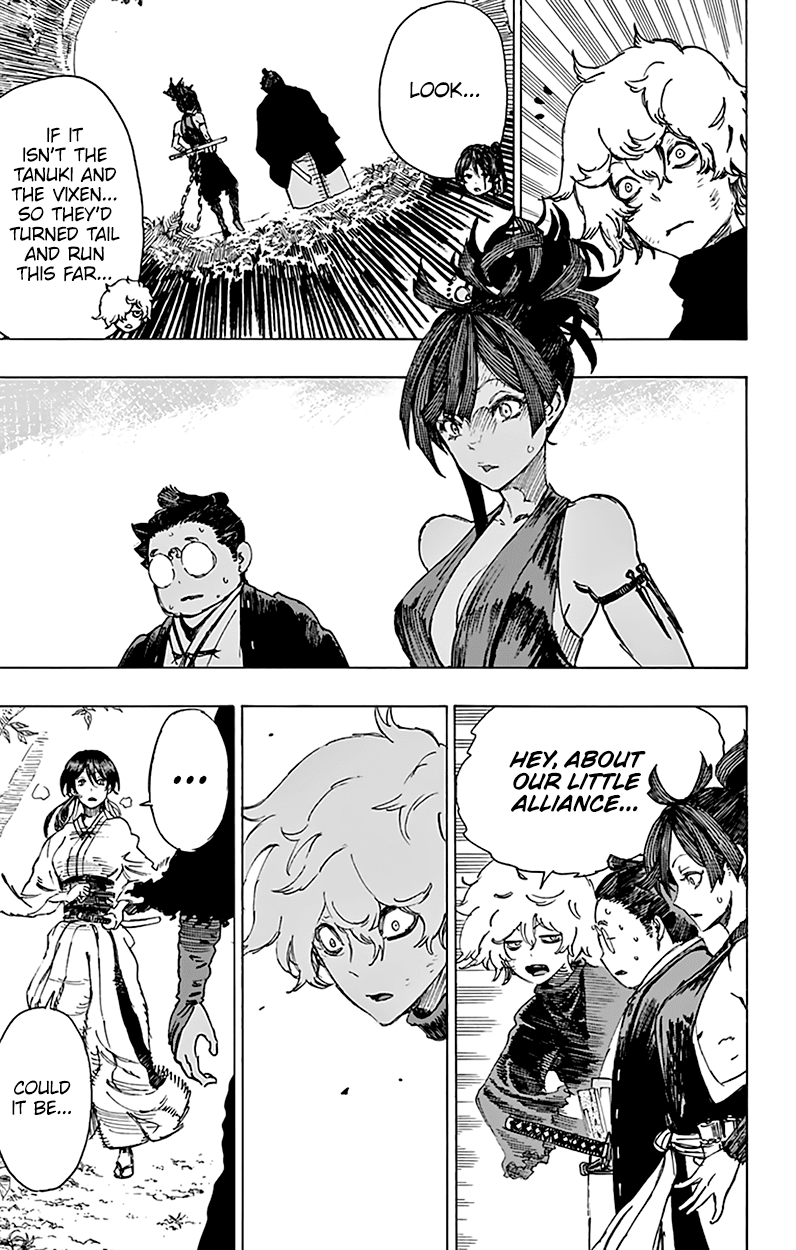 LOOK...
IF IT
ISN'T THE
TANUKI AND
THE VIXEN...
SO THEY'D
TURNED TAIL
AND RUN
THIS FAR...
HEY, ABOUT
OUR LITTLE
ALLIANCE...
...
COULD
IT BE...